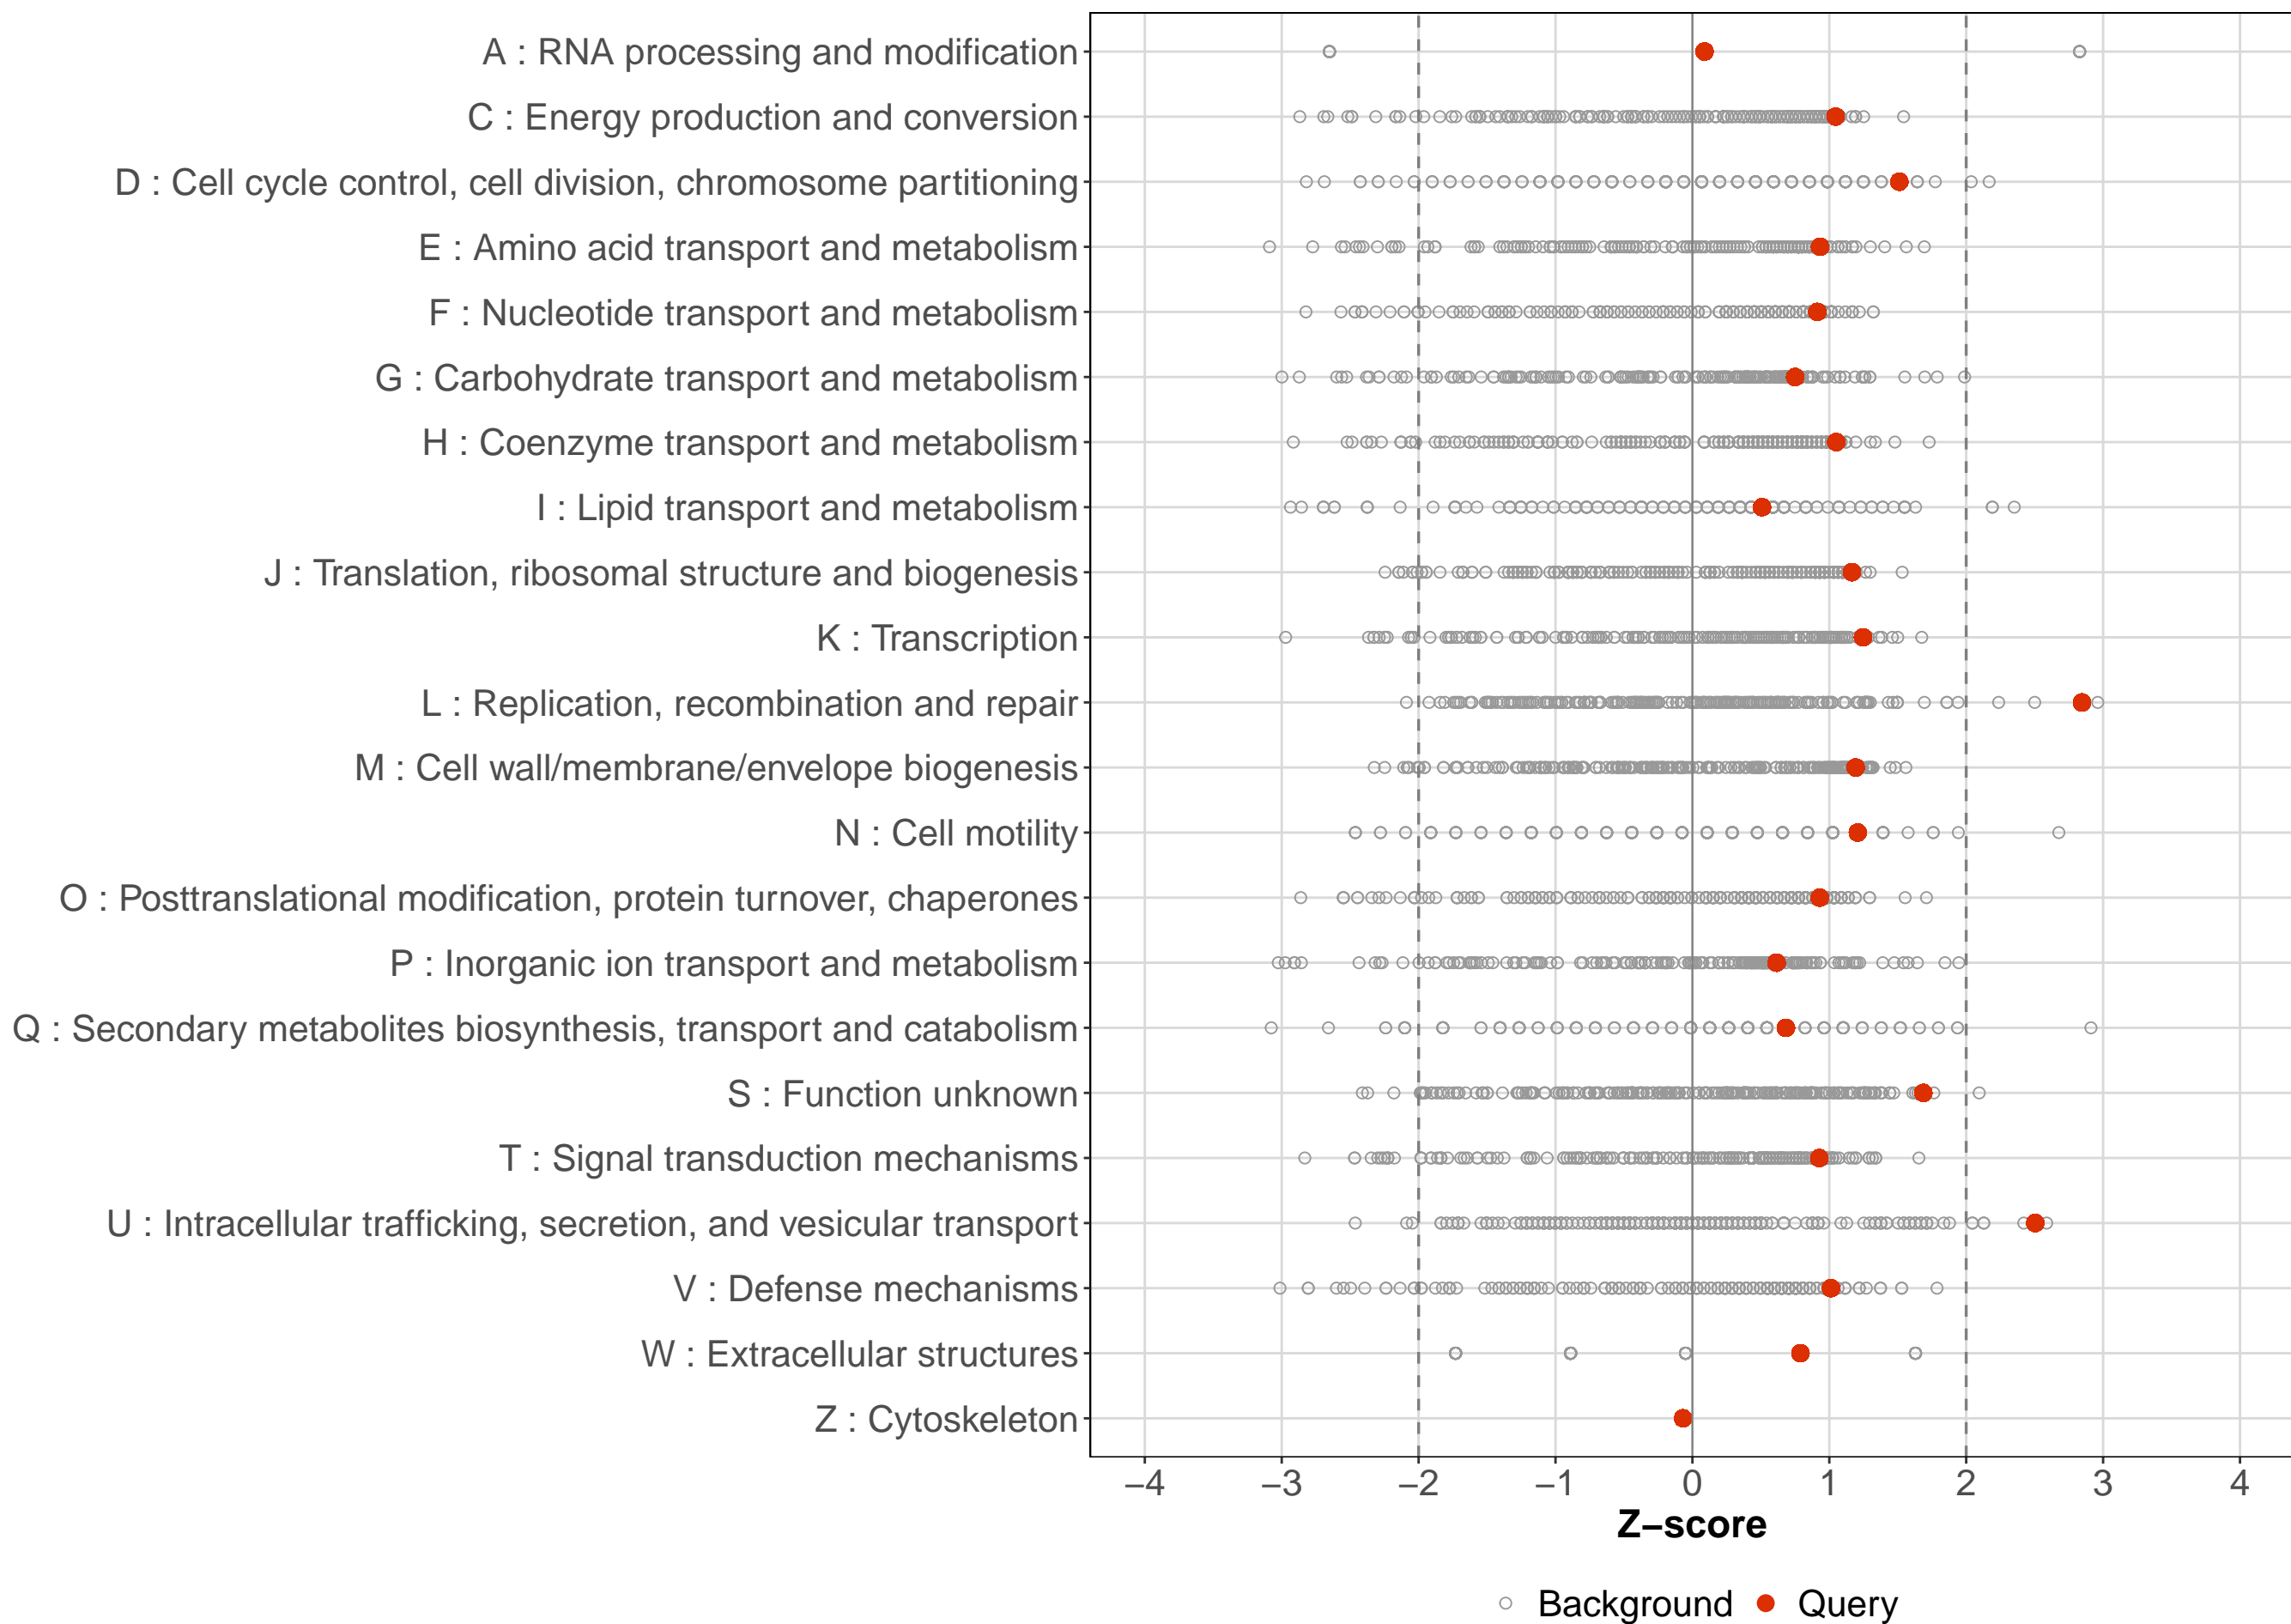 A : RNA processing and modification
C : Energy production and conversion
D : Cell cycle control, cell division, chromosome partitioning
E : Amino acid transport and metabolism
F : Nucleotide transport and metabolism
G : Carbohydrate transport and metabolism
H : Coenzyme transport and metabolism
I : Lipid transport and metabolism
J : Translation, ribosomal structure and biogenesis
K : Transcription
L : Replication, recombination and repair
M : Cell wall/membrane/envelope biogenesis
N : Cell motility
O : Posttranslational modification, protein turnover, chaperones
P : Inorganic ion transport and metabolism
Q : Secondary metabolites biosynthesis, transport and catabolism
S : Function unknown
T : Signal transduction mechanisms
U : Intracellular trafficking, secretion, and vesicular transport
V : Defense mechanisms
W : Extracellular structures
Z : Cytoskeleton
−4 −3 −2 −1 0 1 2 3 4
Z−score
Background Query